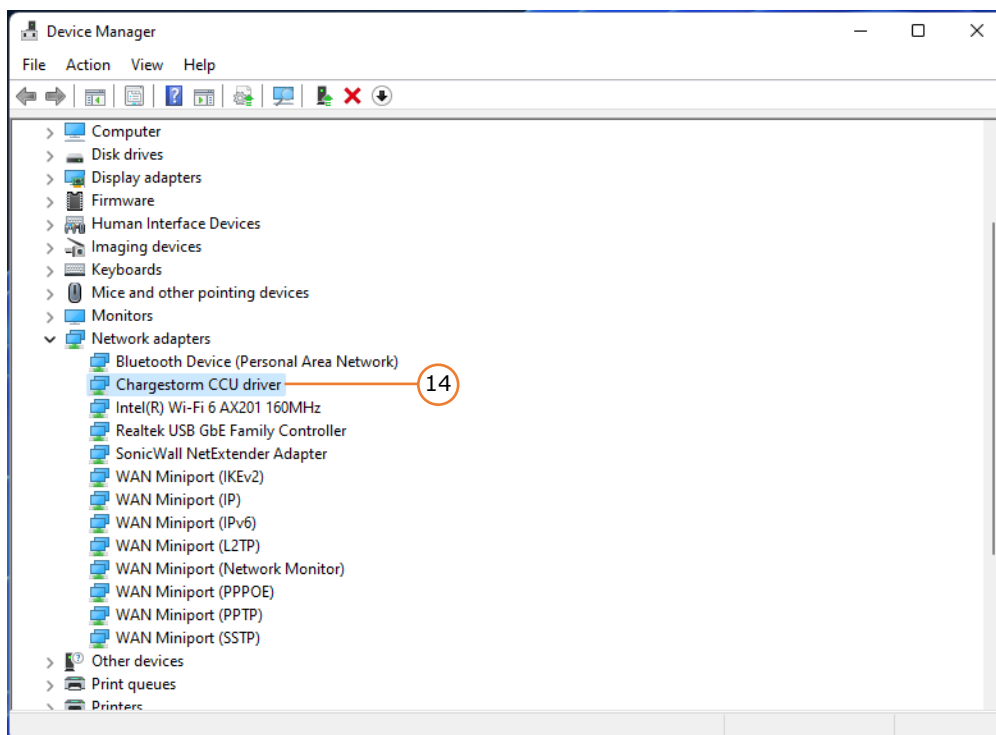 Device Manager
File Action View Help
Computer
Disk drives
Display adapters
Firmware
Human Interface Devices
Imaging devices
Keyboards
Mice and other pointing devices
Monitors
Network adapters
Bluetooth Device (Personal Area Network)
Chargestorm CCU driver 14
Intel(R) Wi-Fi 6 AX201 160MHz
Realtek USB GbE Family Controller
SonicWall NetExtender Adapter
WAN Miniport (IKEv2)
WAN Miniport (IP)
WAN Miniport (IPv6)
WAN Miniport (L2TP)
WAN Miniport (Network Monitor)
WAN Miniport (PPPOE)
WAN Miniport (PPTP)
WAN Miniport (SSTP)
Other devices
Print queues
Printers